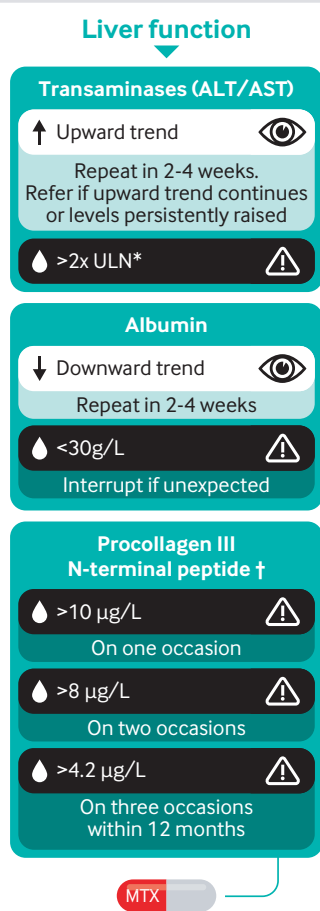 Liver function
Transaminases (ALT/AST)
Upward trend
Repeat in 2-4 weeks.
Refer if upward trend continues
or levels persistently raised
>2x ULN*
Albumin
Downward trend
Repeat in 2-4 weeks
<30g/L
Interrupt if unexpected
Procollagen III
N-terminal peptide †
>10 µg/L
On one occasion
>8 µg/L
On two occasions
>4.2 µg/L
On three occasions
within 12 months
MTX